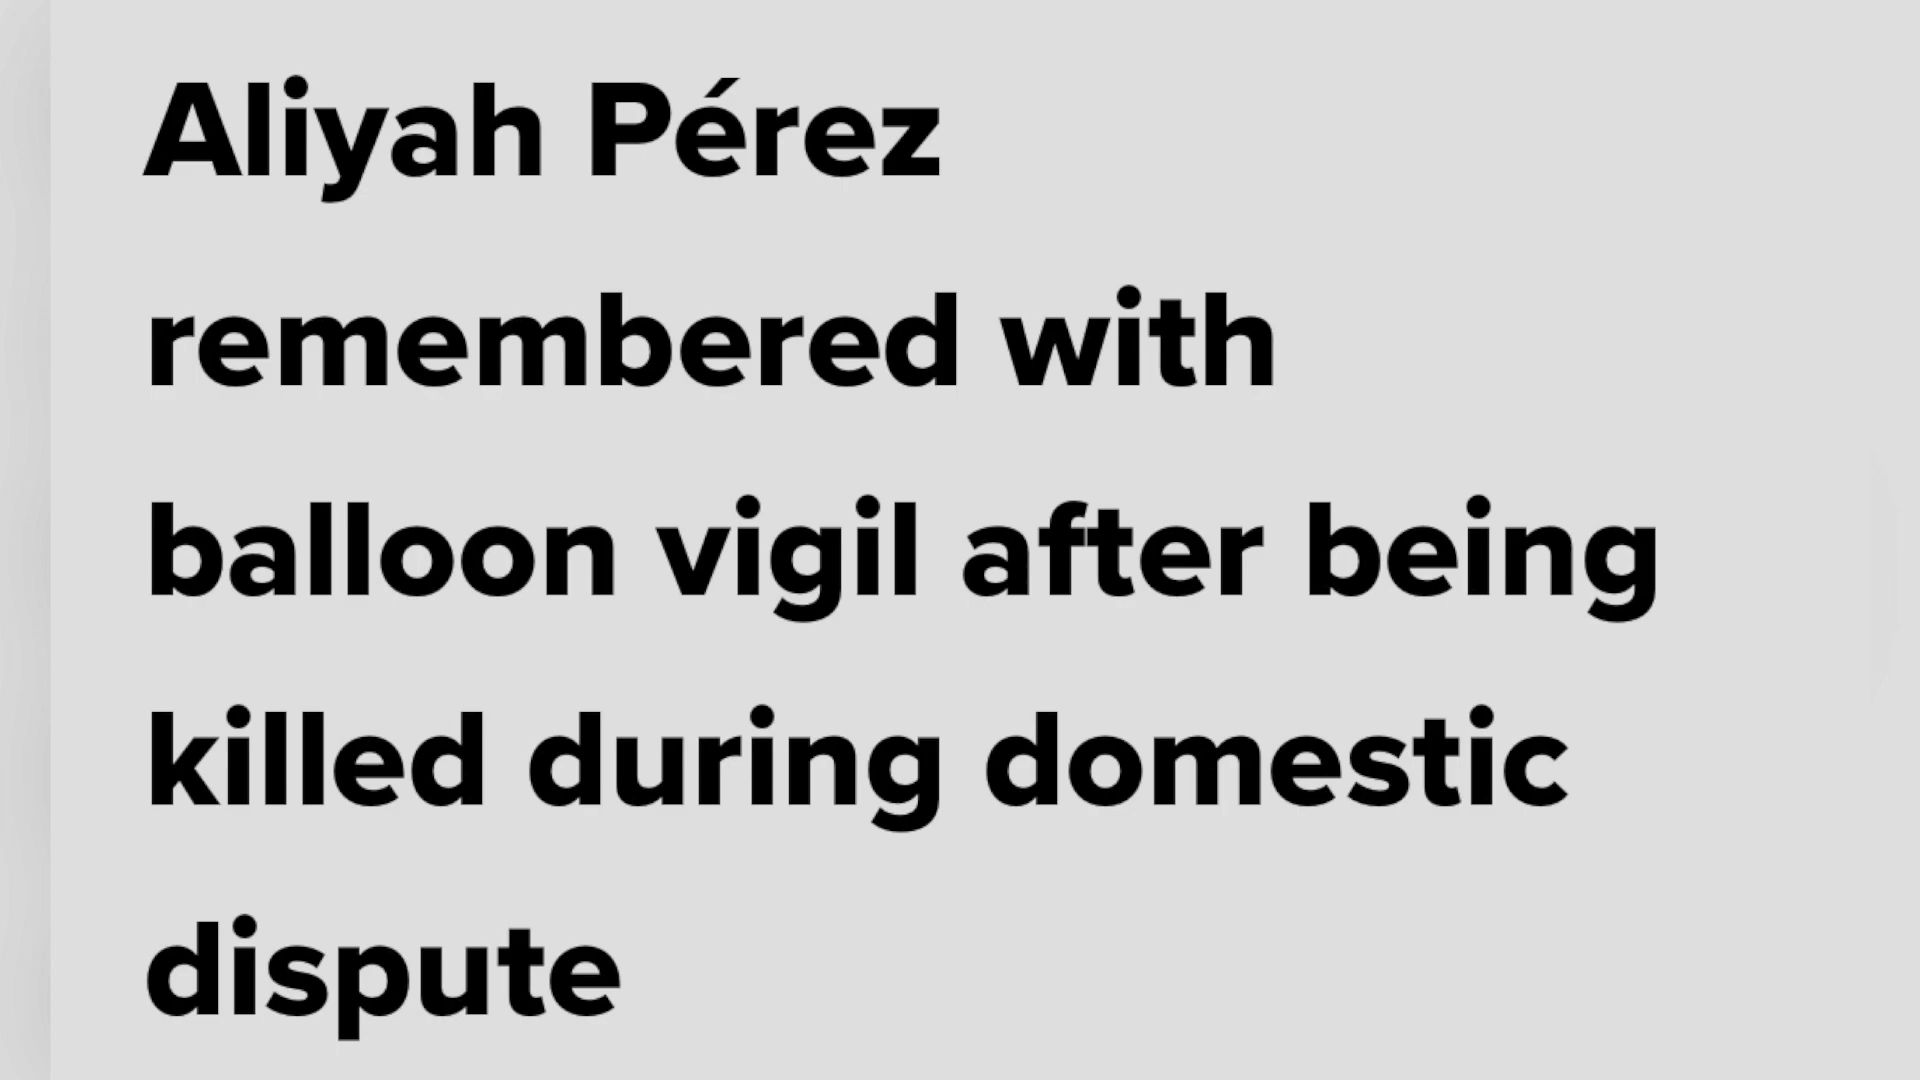 Aliyah Pérez
remembered with
balloon vigil after being
killed during domestic
dispute